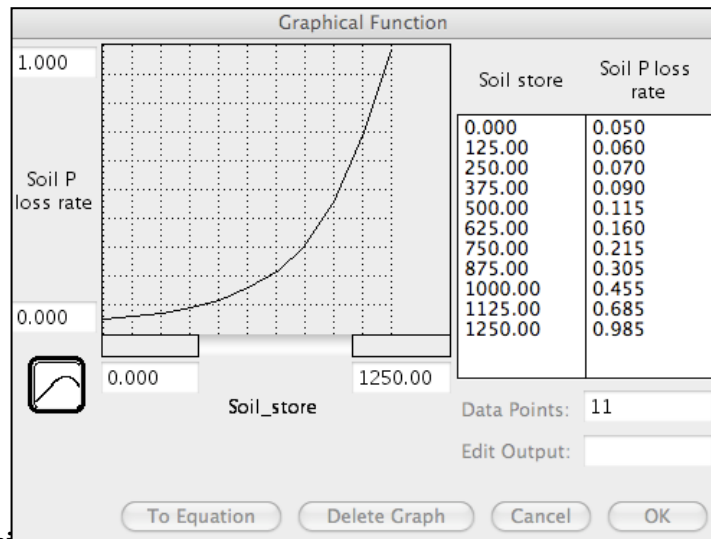 Graphical Function
1.000
Soil P
loss rate
0.000
0.000
1250.00
Soil_store
Soil store
Soil P loss
rate
0.000 0.050
125.00 0.060
250.00 0.070
375.00 0.090
500.00 0.115
625.00 0.160
750.00 0.215
875.00 0.305
1000.00 0.455
1125.00 0.685
1250.00 0.985
Data Points: 11
Edit Output:
To Equation
Delete Graph
Cancel
OK